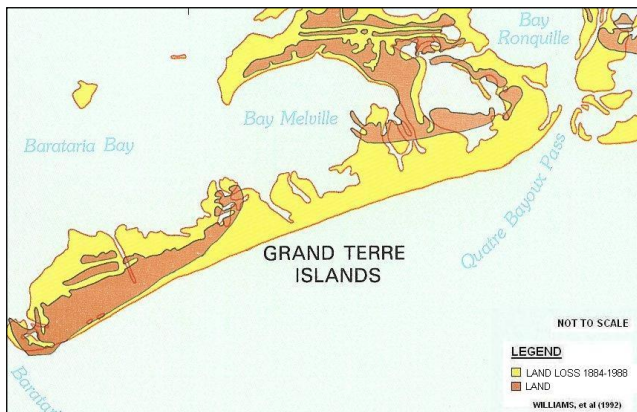 Bay
Ronquille
Bay Melville
Barataria Bay
Quatre Bayoux Pass
GRAND TERRE
ISLANDS
NOT TO SCALE
LEGEND
LAND LOSS 1884-1988
LAND
WILLIAMS, et al (1992)